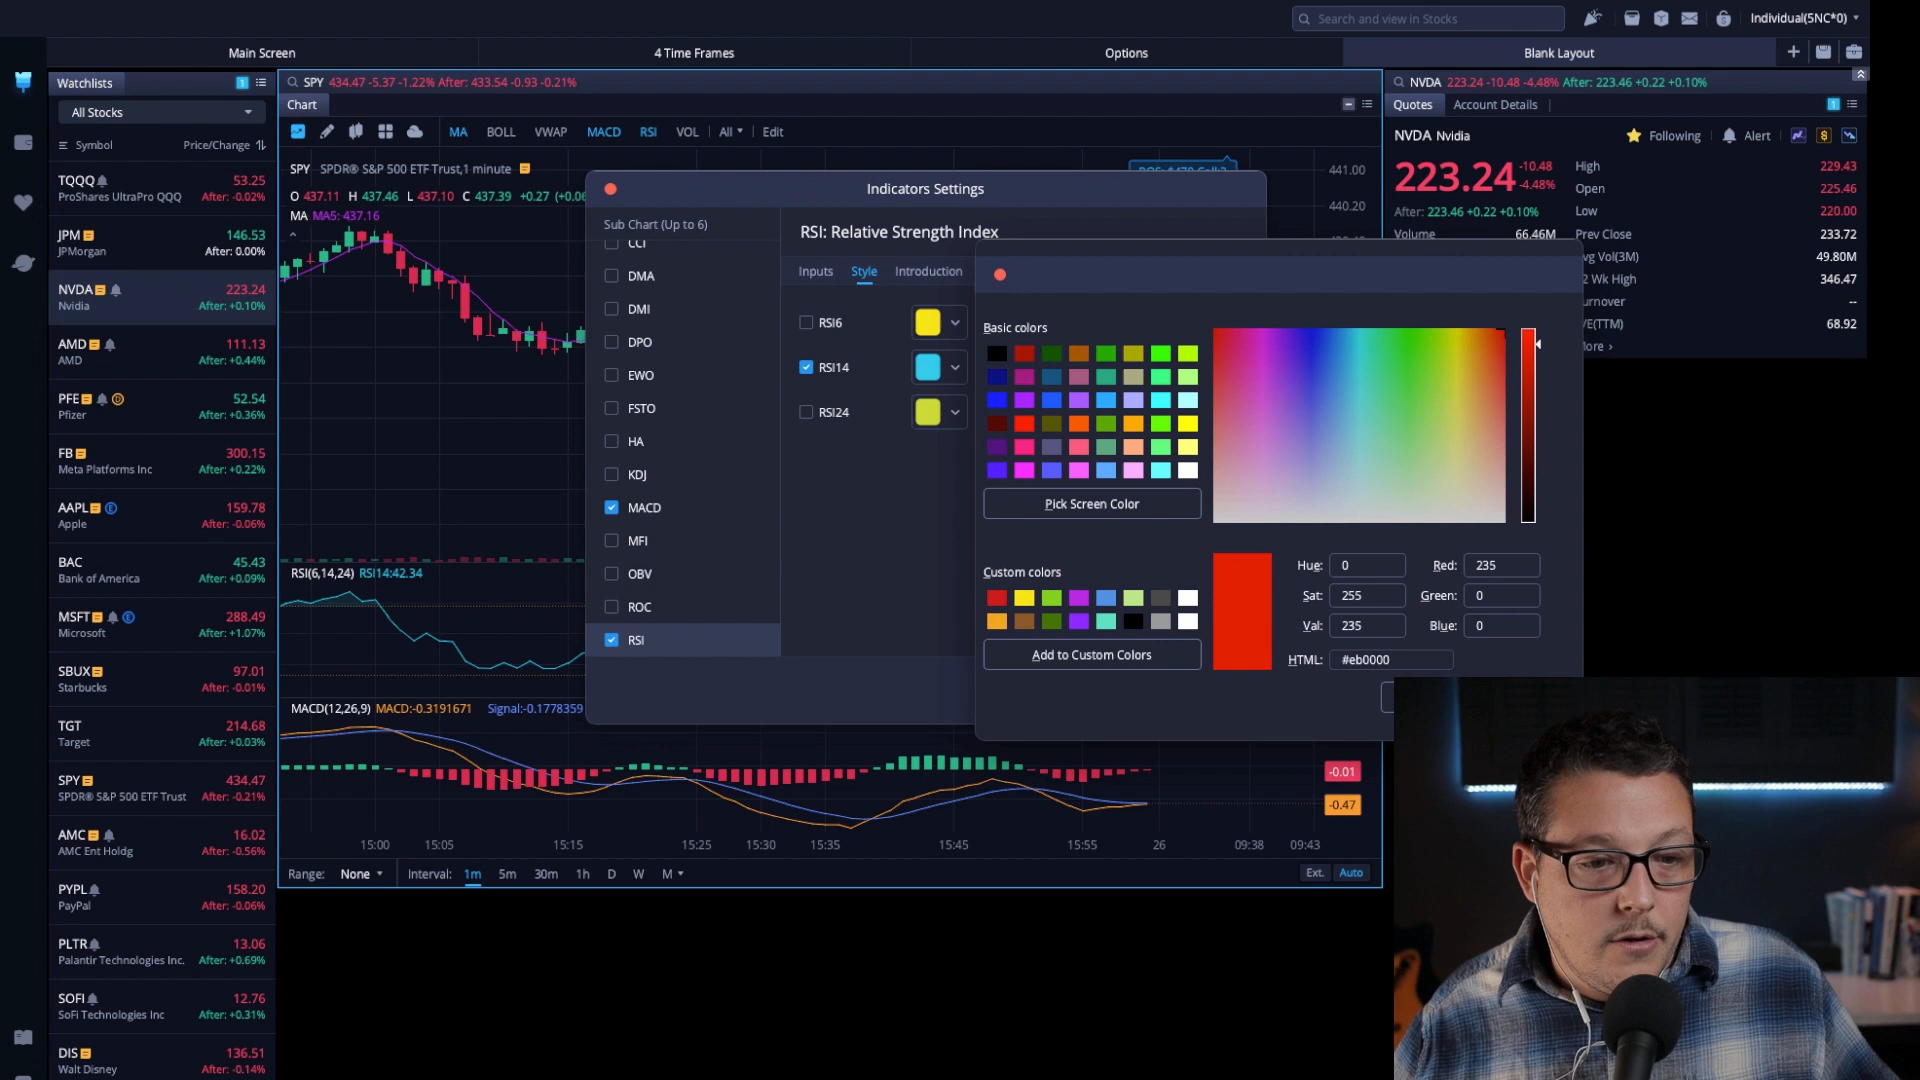 Search and view in Stocks
Individual(5NC*0)
Main Screen
4 Time Frames
Options
Blank Layout
Watchlists
1
All Stocks
Symbol
Price/Change
TQQQ
53.25
ProShares UltraPro QQQ
After: -0.02%
JPM
146.53
JPMorgan
After: 0.00%
NVDA
223.24
Nvidia
After: +0.10%
AMD
111.13
AMD
After: +0.44%
PFE
52.54
Pfizer
After: +0.36%
FB
300.15
Meta Platforms Inc
After: +0.22%
AAPL
159.78
Apple
After: -0.06%
BAC
45.43
Bank of America
After: +0.09%
MSFT
288.49
Microsoft
After: +1.07%
SBUX
97.01
Starbucks
After: -0.01%
TGT
214.68
Target
After: +0.03%
SPY
434.47
SPDR® S&P 500 ETF Trust
After: -0.21%
AMC
16.02
AMC Ent Holdg
After: -0.56%
PYPL
158.20
PayPal
After: -0.06%
PLTR
13.06
Palantir Technologies Inc.
After: +0.69%
SOFI
12.76
SoFi Technologies Inc
After: +0.31%
DIS
136.51
Walt Disney
After: -0.14%
SPY 434.47 -5.37 -1.22% After: 433.54 -0.93 -0.21%
Chart
MA BOLL VWAP MACD RSI VOL All Edit
SPY SPDR® S&P 500 ETF Trust,1 minute
O 437.11 H 437.46 L 437.10 C 437.39 +0.27
MA MA5: 437.16
441.00
440.20
RSI(6,14,24) RSI14:42.34
MACD(12,26,9) MACD:-0.3191671 Signal:-0.1778359
-0.01
-0.47
15:00 15:05 15:15 15:25 15:30 15:35 15:45 15:55 26 09:38 09:43
Range: None Interval: 1m 5m 30m 1h D W M
Ext. Auto
Indicators Settings
Sub Chart (Up to 6)
CCI
DMA
DMI
DPO
EWO
FSTO
HA
KDJ
MACD
MFI
OBV
ROC
RSI
RSI: Relative Strength Index
Inputs Style Introduction
RSI6
RSI14
RSI24
Basic colors
Pick Screen Color
Custom colors
Add to Custom Colors
Hue: 0
Red: 235
Sat: 255
Green: 0
Val: 235
Blue: 0
HTML: #eb0000
NVDA 223.24 -10.48 -4.48% After: 223.46 +0.22 +0.10%
Quotes Account Details
1
NVDA Nvidia
Following
Alert
$
223.24
-10.48
-4.48%
After: 223.46 +0.22 +0.10%
Volume 66.46M
High 229.43
Open 225.46
Low 220.00
Prev Close 233.72
vg Vol(3M) 49.80M
2 Wk High 346.47
urnover --
/E(TTM) 68.92
ore ›